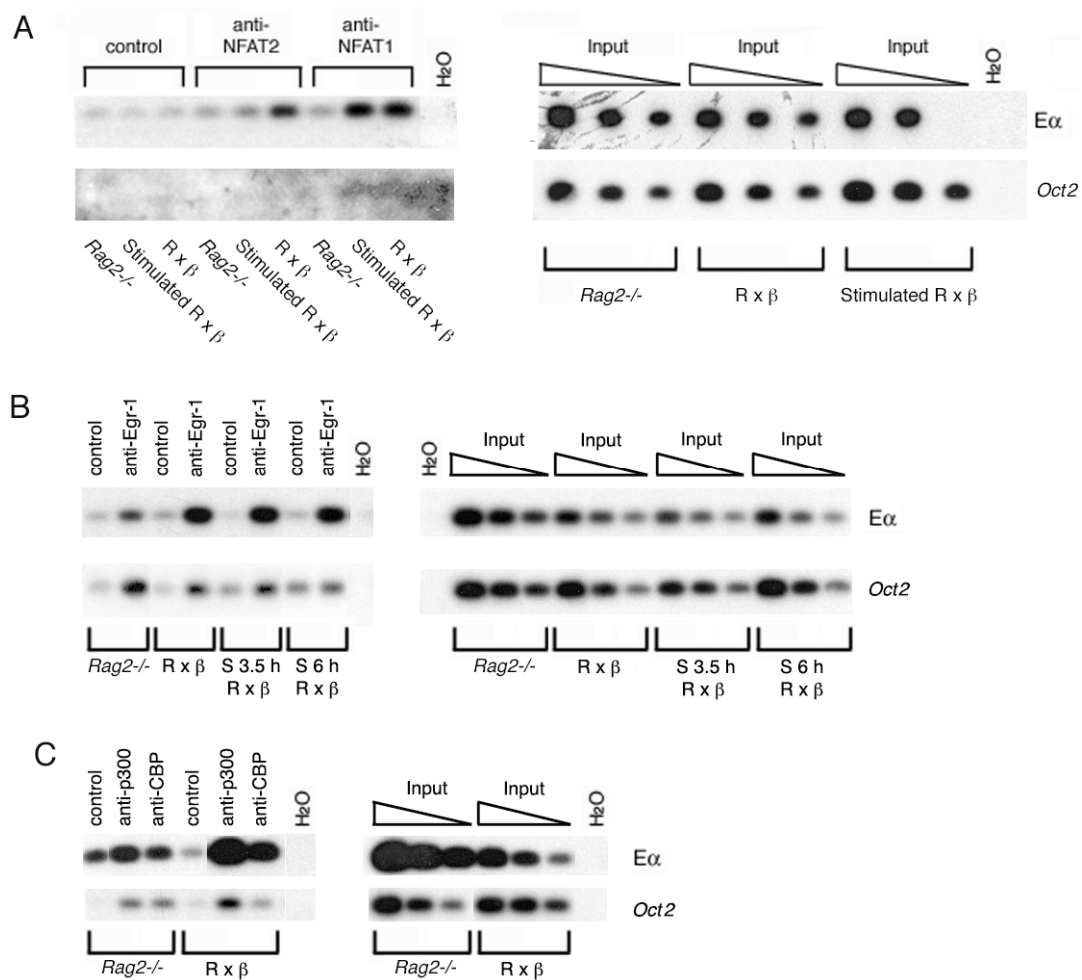 A
control
anti-
NFAT2
anti-
NFAT1
H2O
Input
Input
Input
H2O
Eα
Oct2
Rag2-/-
Stimulated R x β
R x β
Rag2-/-
Stimulated R x β
R x β
Rag2-/-
Stimulated R x β
R x β
Rag2-/-
R x β
Stimulated R x β
B
control
anti-Egr-1
control
anti-Egr-1
control
anti-Egr-1
control
anti-Egr-1
H2O
H2O
Input
Input
Input
Input
Eα
Oct2
Rag2-/-
R x β
S 3.5 h
R x β
S 6 h
R x β
Rag2-/-
R x β
S 3.5 h
R x β
S 6 h
R x β
C
control
anti-p300
anti-CBP
control
anti-p300
anti-CBP
H2O
Input
Input
H2O
Eα
Oct2
Rag2-/-
R x β
Rag2-/-
R x β